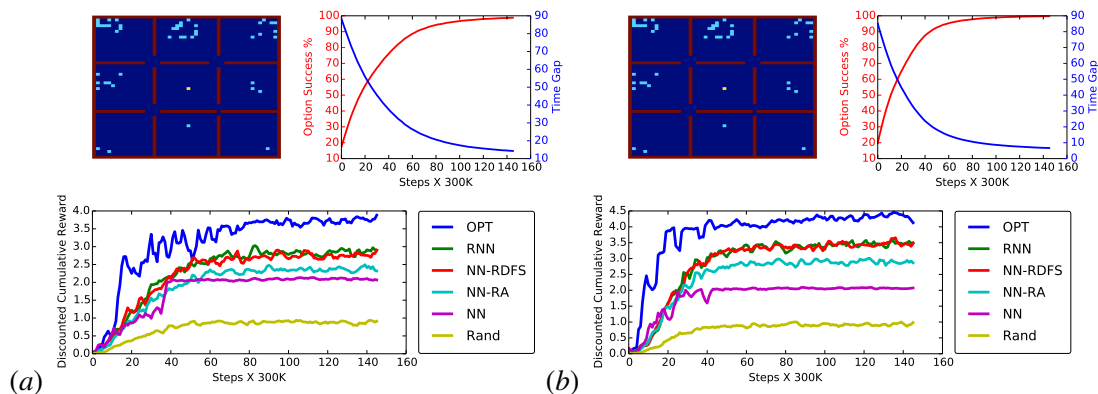 100
90
80
70
60
50
40
30
20
10
Option Success %
90
80
70
60
50
40
30
20
10
Time Gap
0 20 40 60 80 100 120 140 160
Steps X 300K
100
90
80
70
60
50
40
30
20
10
Option Success %
90
80
70
60
50
40
30
20
10
0
Time Gap
0 20 40 60 80 100 120 140 160
Steps X 300K
4.0
3.5
3.0
2.5
2.0
1.5
1.0
0.5
0.0
Discounted Cumulative Reward
0 20 40 60 80 100 120 140 160
Steps X 300K
OPT
RNN
NN-RDFS
NN-RA
NN
Rand
(a)
4.5
4.0
3.5
3.0
2.5
2.0
1.5
1.0
0.5
0.0
Discounted Cumulative Reward
0 20 40 60 80 100 120 140 160
Steps X 300K
OPT
RNN
NN-RDFS
NN-RA
NN
Rand
(b)